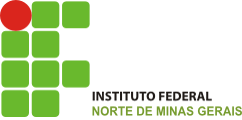 INSTITUTO FEDERAL
NORTE DE MINAS GERAIS